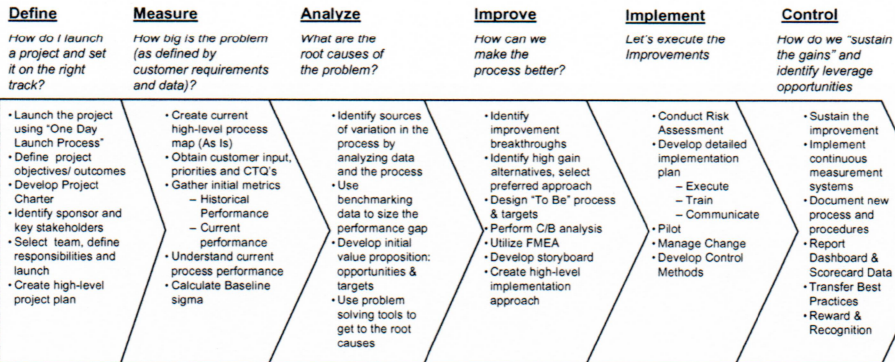 Define
How do I launch
a project and set
it on the right
track?
• Launch the project
using "One Day
Launch Process"
• Define project
objectives/ outcomes
• Develop Project
Charter
• Identify sponsor and
key stakeholders
• Select team, define
responsibilities and
launch
• Create high-level
project plan
Measure
How big is the problem
(as defined by
customer requirements
and data)?
• Create current
high-level process
map (As Is)
• Obtain customer input,
priorities and CTQ's
• Gather initial metrics
– Historical
Performance
– Current
performance
• Understand current
process performance
• Calculate Baseline
sigma
Analyze
What are the
root causes of
the problem?
• Identify sources
of variation in the
process by
analyzing data
and the process
• Use
benchmarking
data to size the
performance gap
• Develop initial
value proposition:
opportunities &
targets
• Use problem
solving tools to
get to the root
causes
Improve
How can we
make the
process better?
• Identify
improvement
breakthroughs
• Identify high gain
alternatives, select
preferred approach
• Design "To Be" process
& targets
• Perform C/B analysis
• Utilize FMEA
• Develop storyboard
• Create high-level
implementation
approach
Implement
Let's execute the
Improvements
• Conduct Risk
Assessment
• Develop detailed
implementation
plan
– Execute
– Train
– Communicate
• Pilot
• Manage Change
• Develop Control
Methods
Control
How do we "sustain
the gains" and
identify leverage
opportunities
• Sustain the
improvement
• Implement
continuous
measurement
systems
• Document new
process and
procedures
• Report
Dashboard &
Scorecard Data
• Transfer Best
Practices
• Reward &
Recognition